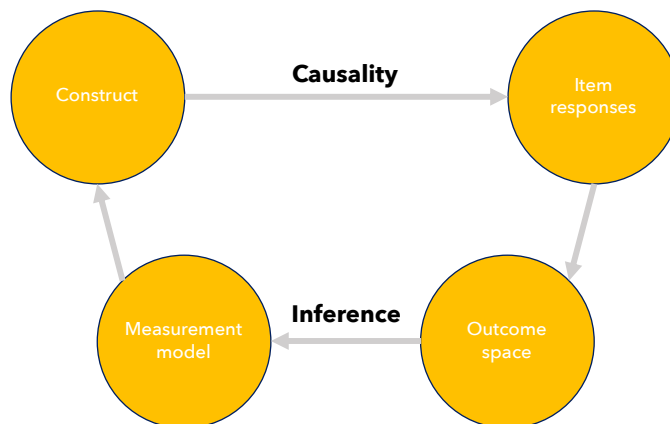 Causality
Construct
Item
responses
Inference
Measurement
model
Outcome
space